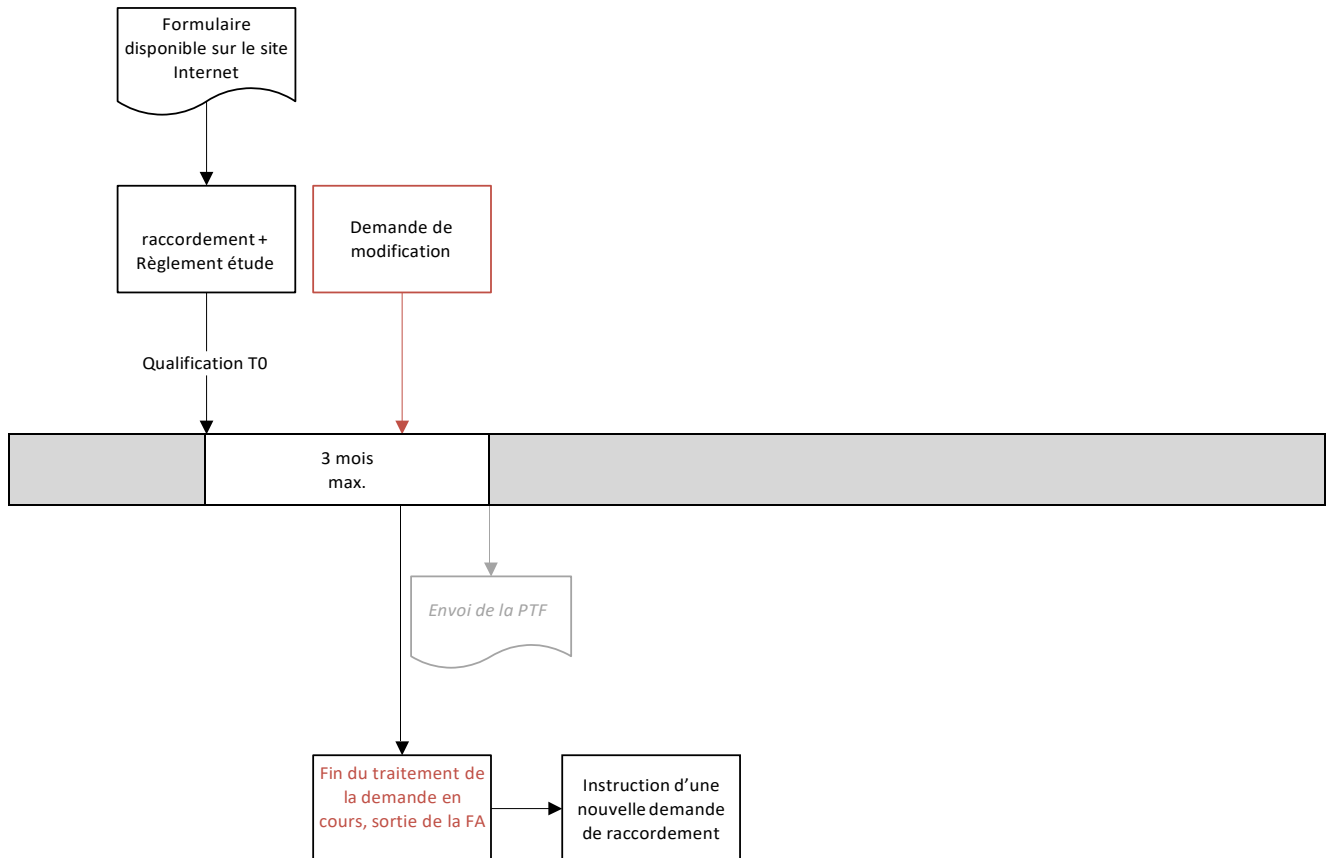 Formulaire
disponible sur le site
Internet
raccordement +
Règlement étude
Demande de
modification
Qualification T0
3 mois
max.
Envoi de la PTF
Fin du traitement de
la demande en
cours, sortie de la FA
Instruction d’une
nouvelle demande
de raccordement